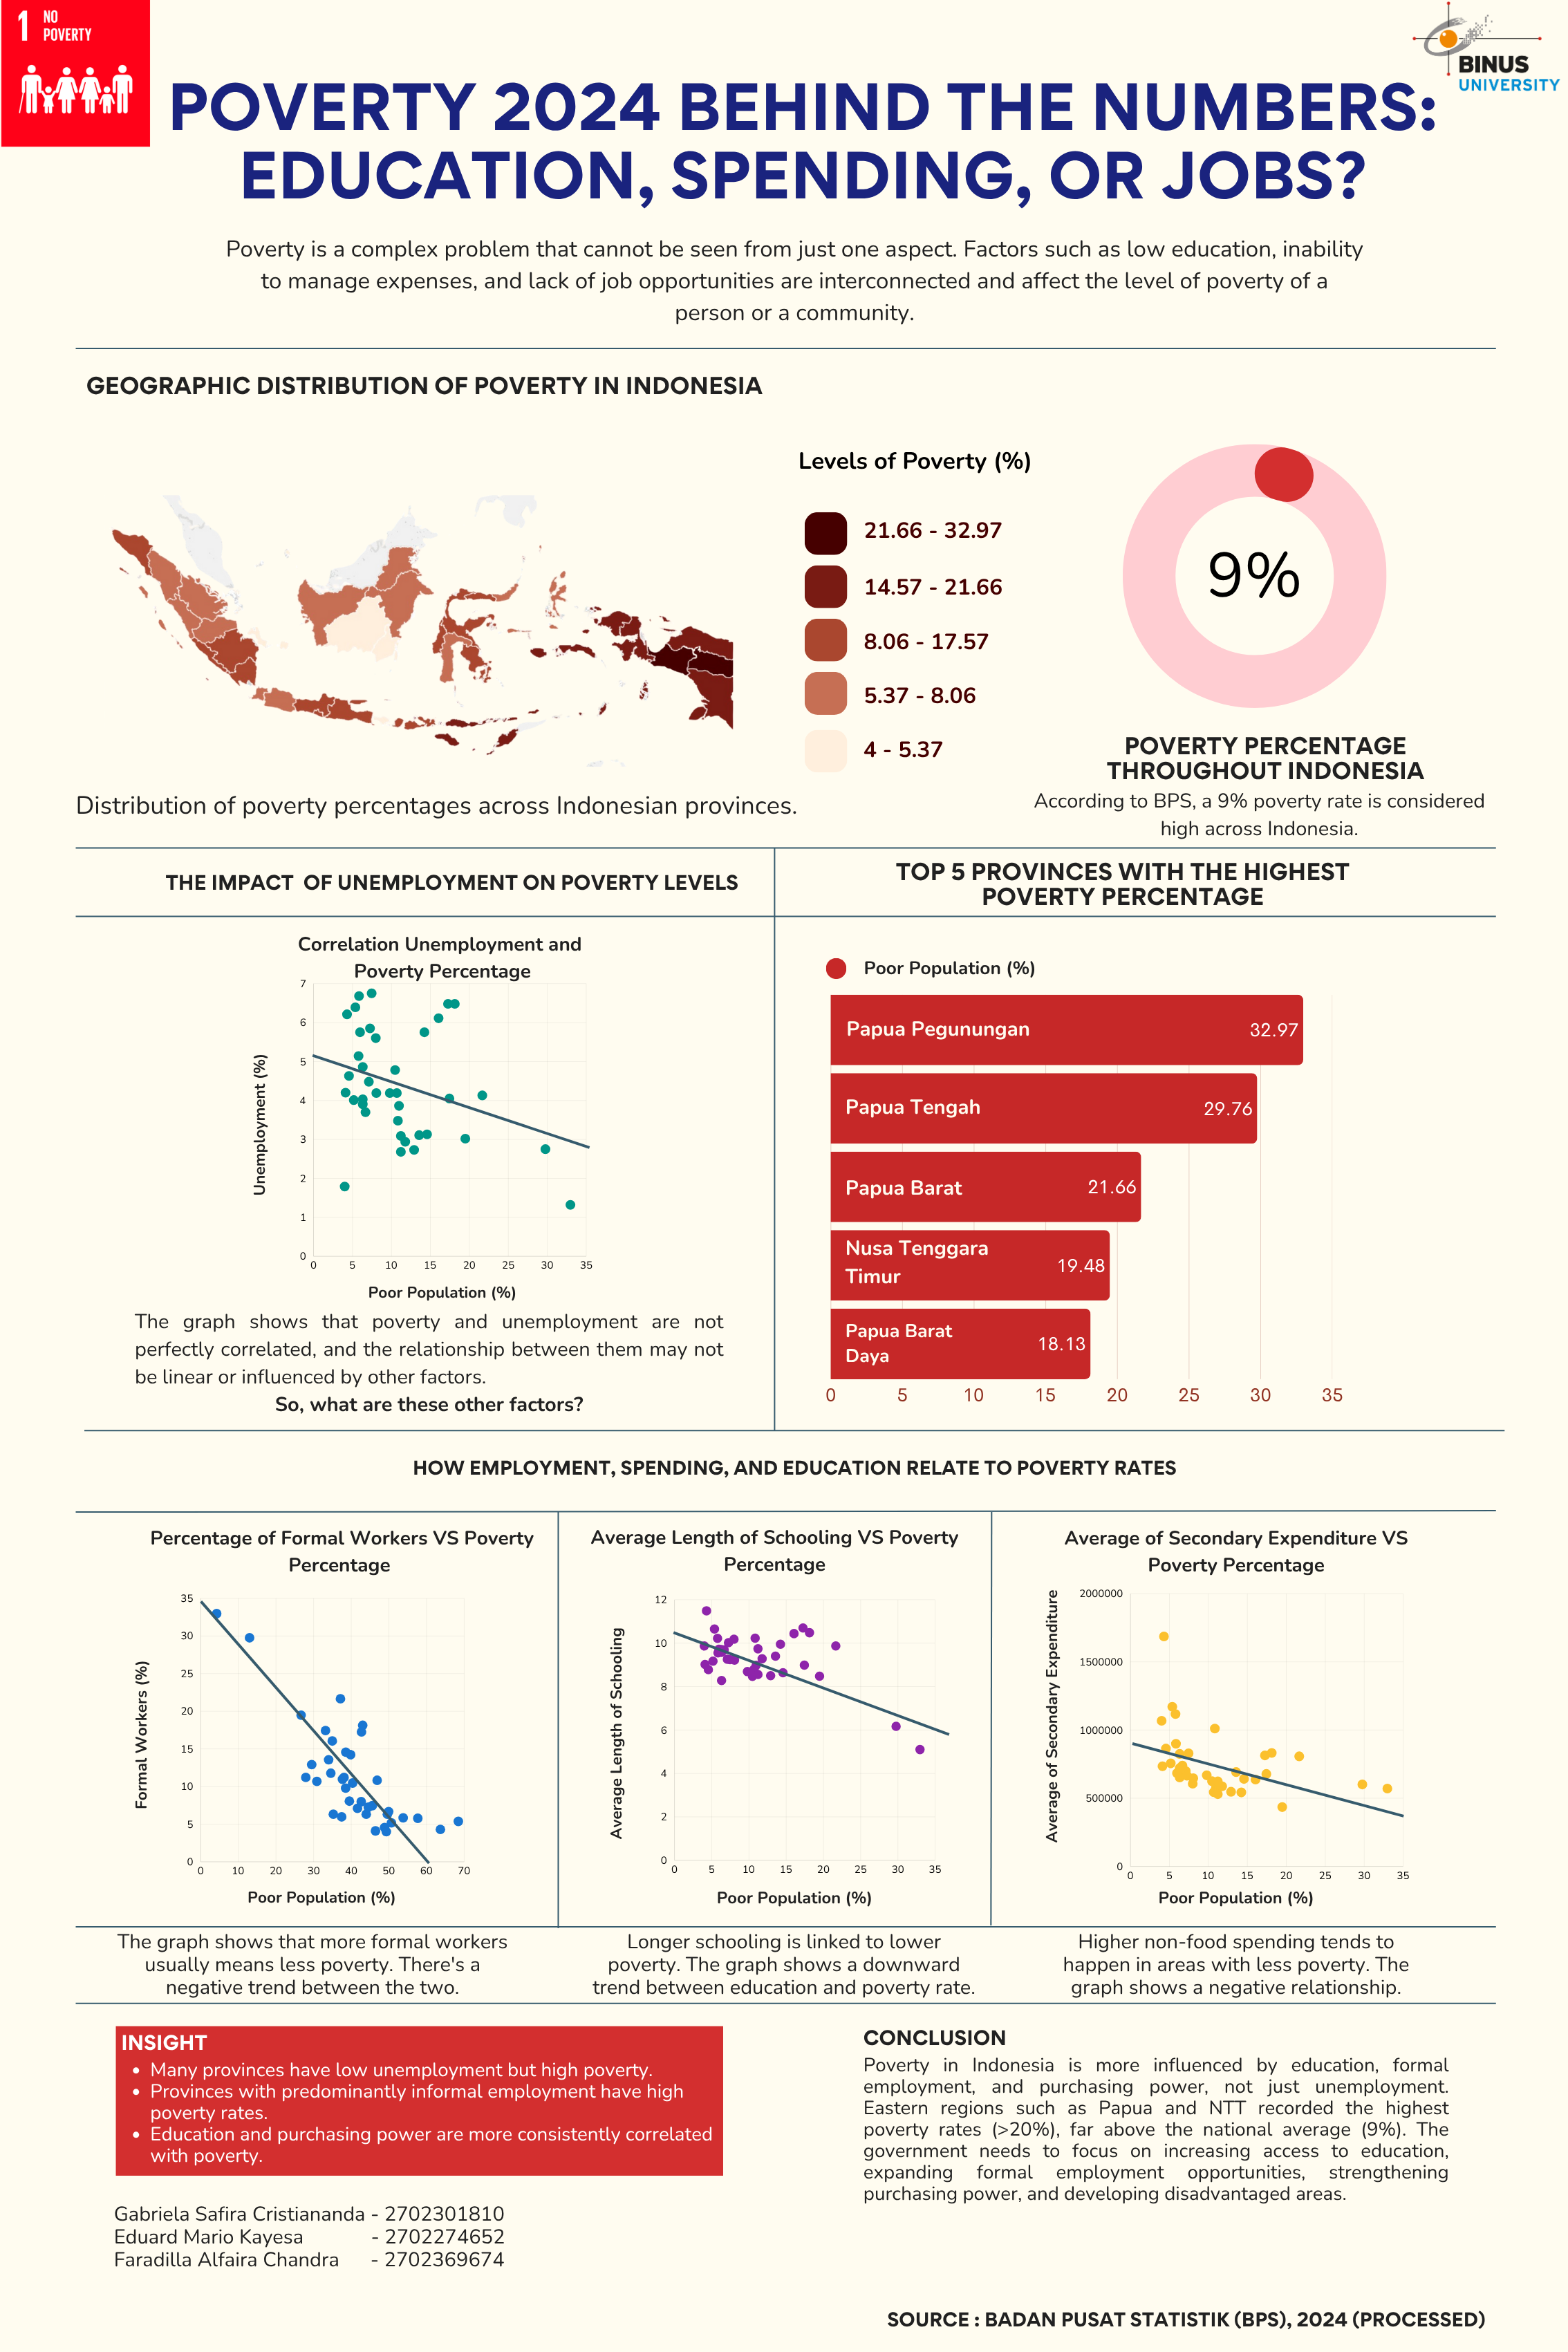 1 NO
POVERTY
BINUS
UNIVERSITY
POVERTY 2024 BEHIND THE NUMBERS:
EDUCATION, SPENDING, OR JOBS?
Poverty is a complex problem that cannot be seen from just one aspect. Factors such as low education, inability
to manage expenses, and lack of job opportunities are interconnected and affect the level of poverty of a
person or a community.
GEOGRAPHIC DISTRIBUTION OF POVERTY IN INDONESIA
Levels of Poverty (%)
21.66 - 32.97
14.57 - 21.66
8.06 - 17.57
5.37 - 8.06
4 - 5.37
Distribution of poverty percentages across Indonesian provinces.
9%
POVERTY PERCENTAGE
THROUGHOUT INDONESIA
According to BPS, a 9% poverty rate is considered
high across Indonesia.
THE IMPACT OF UNEMPLOYMENT ON POVERTY LEVELS
Correlation Unemployment and
Poverty Percentage
Unemployment (%)
7
6
5
4
3
2
1
0
0 5 10 15 20 25 30 35
Poor Population (%)
The graph shows that poverty and unemployment are not
perfectly correlated, and the relationship between them may not
be linear or influenced by other factors.
So, what are these other factors?
TOP 5 PROVINCES WITH THE HIGHEST
POVERTY PERCENTAGE
Poor Population (%)
Papua Pegunungan 32.97
Papua Tengah 29.76
Papua Barat 21.66
Nusa Tenggara
Timur 19.48
Papua Barat
Daya 18.13
0 5 10 15 20 25 30 35
HOW EMPLOYMENT, SPENDING, AND EDUCATION RELATE TO POVERTY RATES
Percentage of Formal Workers VS Poverty
Percentage
Formal Workers (%)
35
30
25
20
15
10
5
0
0 10 20 30 40 50 60 70
Poor Population (%)
The graph shows that more formal workers
usually means less poverty. There's a
negative trend between the two.
Average Length of Schooling VS Poverty
Percentage
Average Length of Schooling
12
10
8
6
4
2
0
0 5 10 15 20 25 30 35
Poor Population (%)
Longer schooling is linked to lower
poverty. The graph shows a downward
trend between education and poverty rate.
Average of Secondary Expenditure VS
Poverty Percentage
Average of Secondary Expenditure
2000000
1500000
1000000
500000
0
0 5 10 15 20 25 30 35
Poor Population (%)
Higher non-food spending tends to
happen in areas with less poverty. The
graph shows a negative relationship.
INSIGHT
• Many provinces have low unemployment but high poverty.
• Provinces with predominantly informal employment have high
poverty rates.
• Education and purchasing power are more consistently correlated
with poverty.
Gabriela Safira Cristiananda - 2702301810
Eduard Mario Kayesa - 2702274652
Faradilla Alfaira Chandra - 2702369674
CONCLUSION
Poverty in Indonesia is more influenced by education, formal
employment, and purchasing power, not just unemployment.
Eastern regions such as Papua and NTT recorded the highest
poverty rates (>20%), far above the national average (9%). The
government needs to focus on increasing access to education,
expanding formal employment opportunities, strengthening
purchasing power, and developing disadvantaged areas.
SOURCE : BADAN PUSAT STATISTIK (BPS), 2024 (PROCESSED)